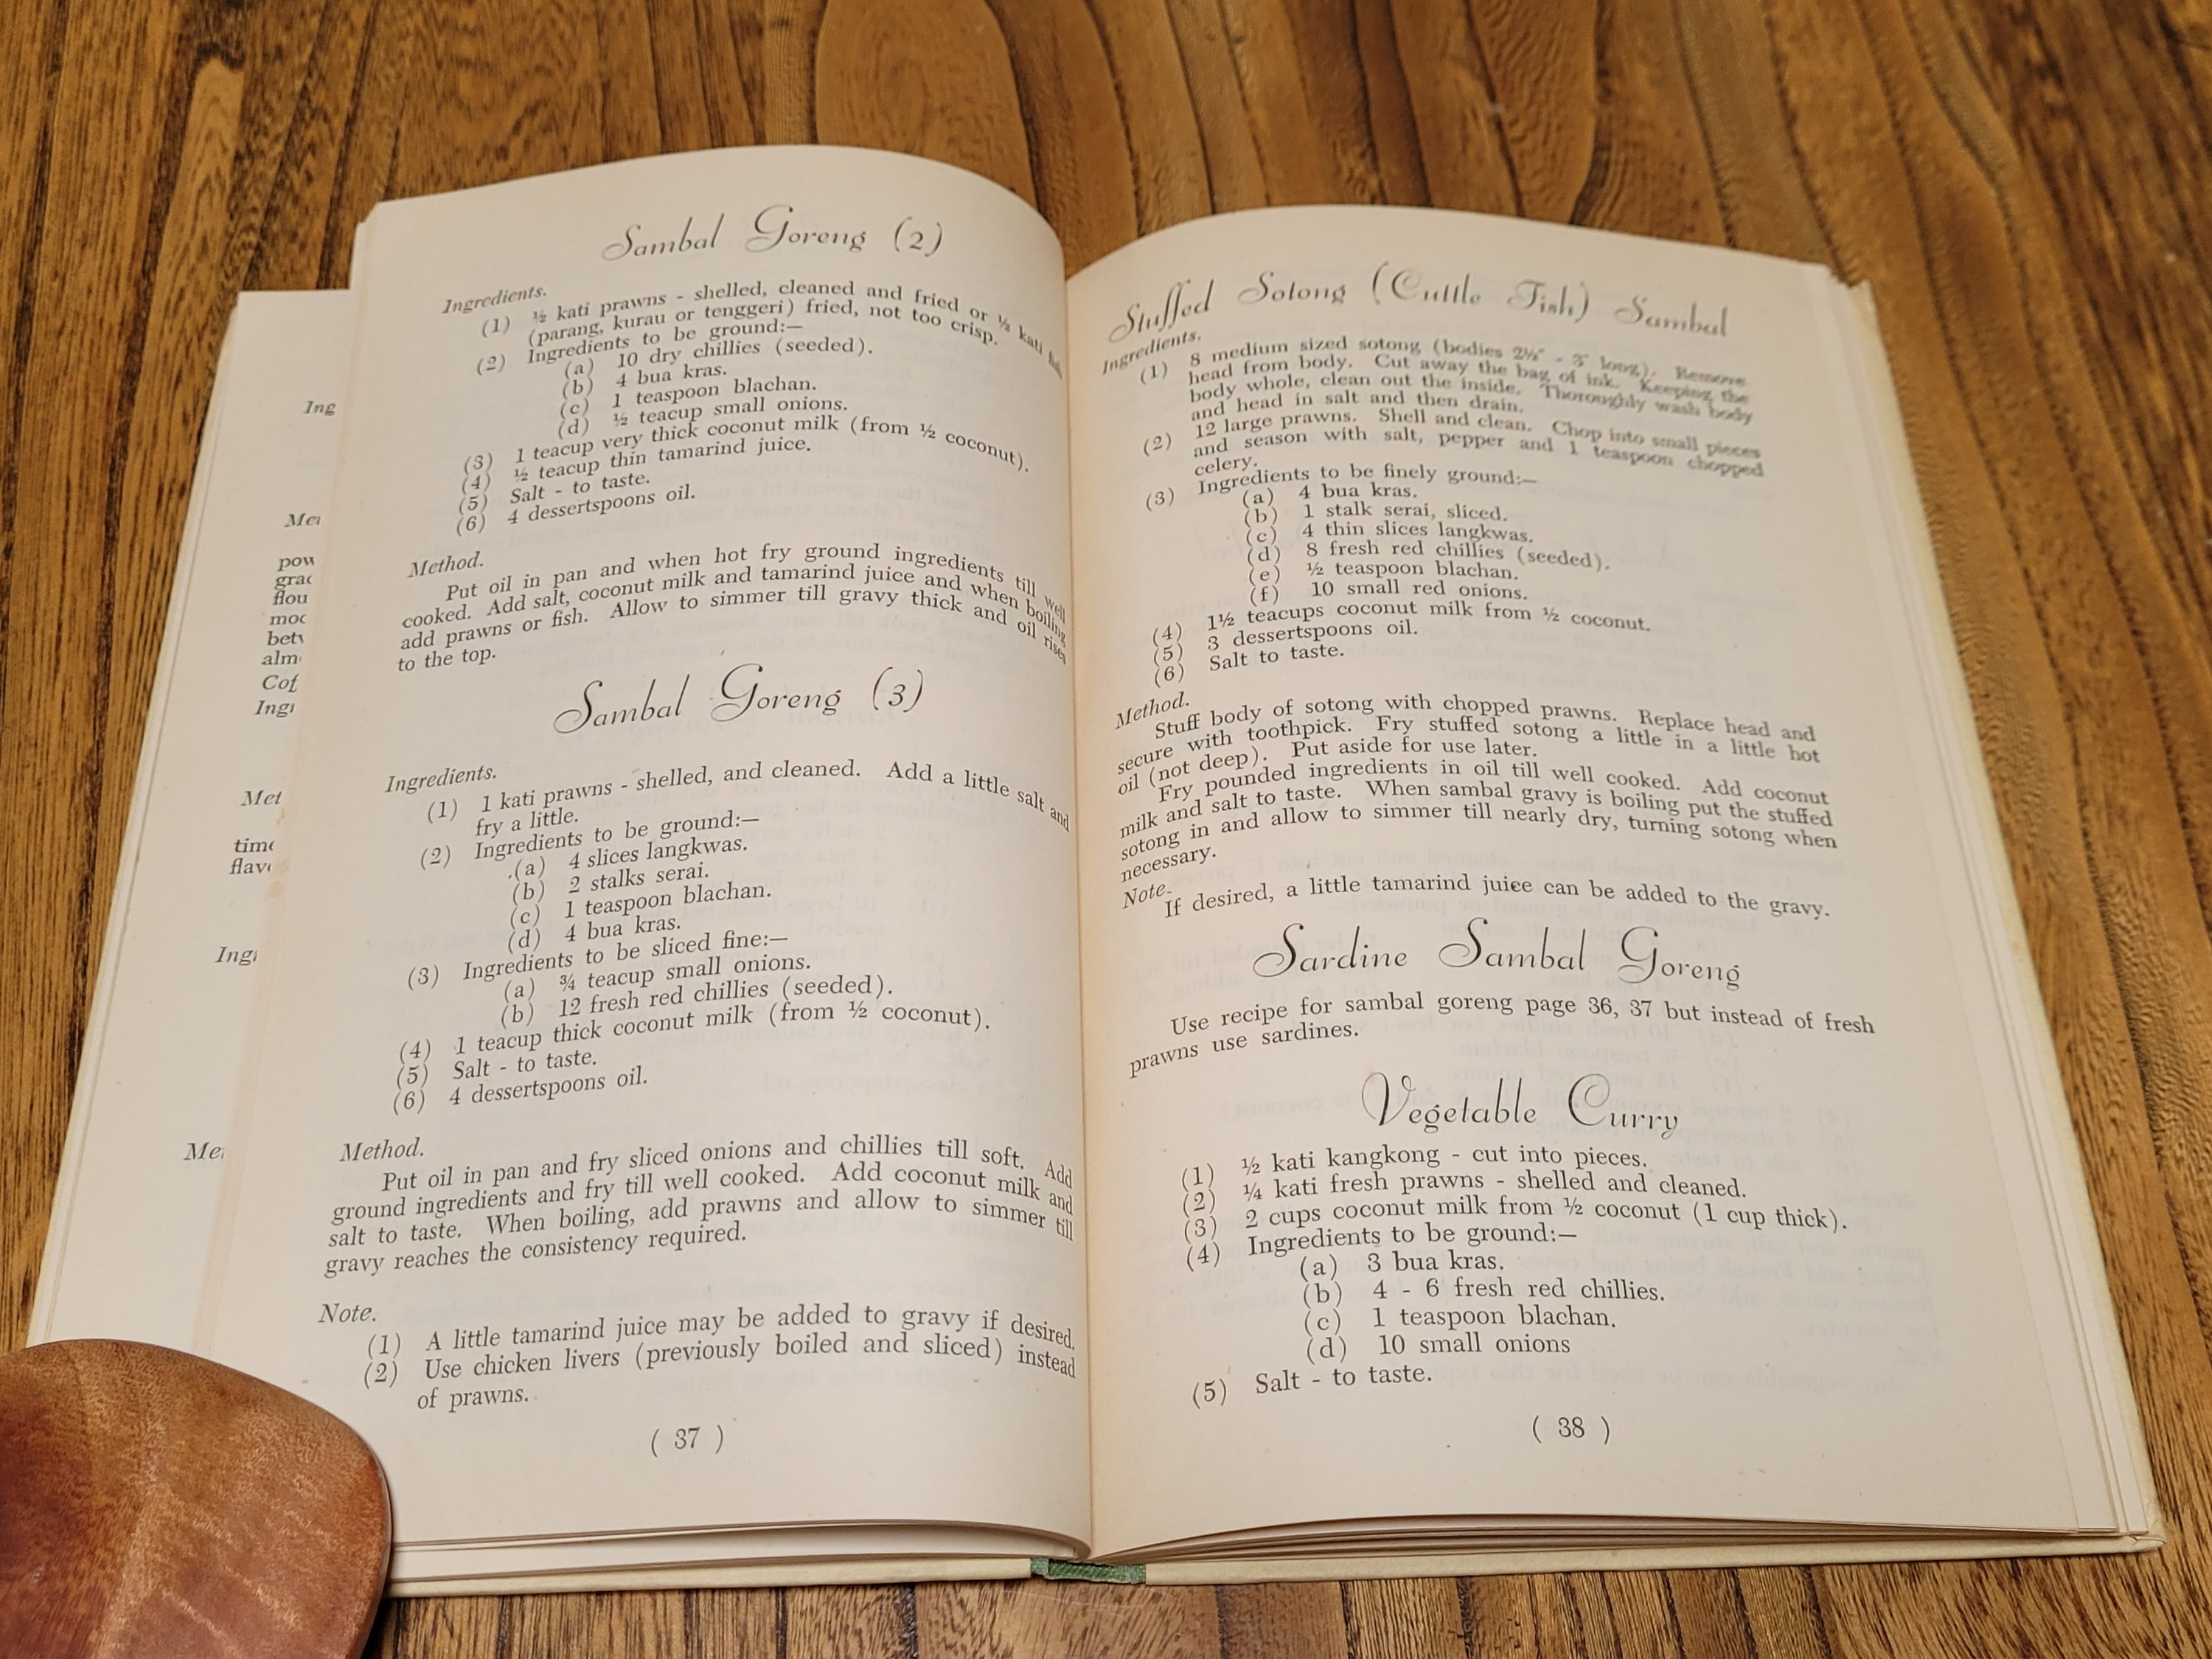 Ing
Met
pow
grac
flou
moc
betv
alm
Cof
Ingr
Met
time
flav
Ingr
Met
Sambal Goreng (2)
Ingredients.
(1) ½ kati prawns - shelled, cleaned and fried or ½ kati fish
(parang, kurau or tenggeri) fried, not too crisp.
(2) Ingredients to be ground:—
(a) 10 dry chillies (seeded).
(b) 4 bua kras.
(c) 1 teaspoon blachan.
(d) ½ teacup small onions.
(3) 1 teacup very thick coconut milk (from ½ coconut).
(4) ½ teacup thin tamarind juice.
(5) Salt - to taste.
(6) 4 dessertspoons oil.
Method.
Put oil in pan and when hot fry ground ingredients till well
cooked. Add salt, coconut milk and tamarind juice and when boiling
add prawns or fish. Allow to simmer till gravy thick and oil rises
to the top.
Sambal Goreng (3)
Ingredients.
(1) 1 kati prawns - shelled, and cleaned. Add a little salt and
fry a little.
(2) Ingredients to be ground:—
(a) 4 slices langkwas.
(b) 2 stalks serai.
(c) 1 teaspoon blachan.
(d) 4 bua kras.
(3) Ingredients to be sliced fine:—
(a) ¾ teacup small onions.
(b) 12 fresh red chillies (seeded).
(4) 1 teacup thick coconut milk (from ½ coconut).
(5) Salt - to taste.
(6) 4 dessertspoons oil.
Method.
Put oil in pan and fry sliced onions and chillies till soft. Add
ground ingredients and fry till well cooked. Add coconut milk and
salt to taste. When boiling, add prawns and allow to simmer till
gravy reaches the consistency required.
Note.
(1) A little tamarind juice may be added to gravy if desired.
(2) Use chicken livers (previously boiled and sliced) instead
of prawns.
( 37 )
Stuffed Sotong (Cuttle Fish) Sambal
Ingredients.
(1) 8 medium sized sotong (bodies 2½" - 3" long). Remove
head from body. Cut away the bag of ink. Keeping the
body whole, clean out the inside. Thoroughly wash body
and head in salt and then drain.
(2) 12 large prawns. Shell and clean. Chop into small pieces
and season with salt, pepper and 1 teaspoon chopped
celery.
(3) Ingredients to be finely ground:—
(a) 4 bua kras.
(b) 1 stalk serai, sliced.
(c) 4 thin slices langkwas.
(d) 8 fresh red chillies (seeded).
(e) ½ teaspoon blachan.
(f) 10 small red onions.
(4) 1½ teacups coconut milk from ½ coconut.
(5) 3 dessertspoons oil.
(6) Salt to taste.
Method.
Stuff body of sotong with chopped prawns. Replace head and
secure with toothpick. Fry stuffed sotong a little in a little hot
oil (not deep). Put aside for use later.
Fry pounded ingredients in oil till well cooked. Add coconut
milk and salt to taste. When sambal gravy is boiling put the stuffed
sotong in and allow to simmer till nearly dry, turning sotong when
necessary.
Note.
If desired, a little tamarind juice can be added to the gravy.
Sardine Sambal Goreng
Use recipe for sambal goreng page 36, 37 but instead of fresh
prawns use sardines.
Vegetable Curry
(1) ½ kati kangkong - cut into pieces.
(2) ¼ kati fresh prawns - shelled and cleaned.
(3) 2 cups coconut milk from ½ coconut (1 cup thick).
(4) Ingredients to be ground:—
(a) 3 bua kras.
(b) 4 - 6 fresh red chillies.
(c) 1 teaspoon blachan.
(d) 10 small onions
(5) Salt - to taste.
( 38 )